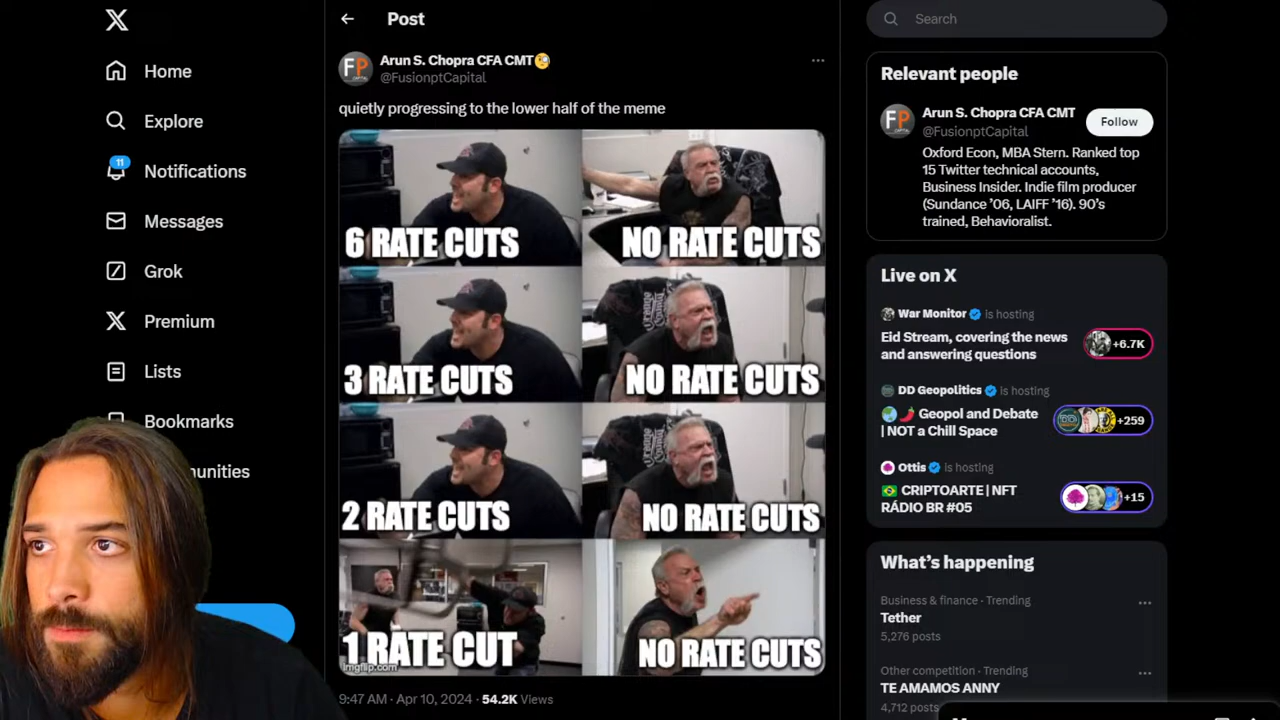 Home
Explore
11
Notifications
Messages
Grok
Premium
Lists
Bookmarks
Post
FP
Arun S. Chopra CFA CMT🧐
@FusionptCapital
quietly progressing to the lower half of the meme
6 RATE CUTS
NO RATE CUTS
3 RATE CUTS
NO RATE CUTS
2 RATE CUTS
NO RATE CUTS
1 RATE CUT
NO RATE CUTS
imgflip.com
9:47 AM · Apr 10, 2024 · 54.2K Views
Search
Relevant people
FP
Arun S. Chopra CFA CMT
@FusionptCapital
Follow
Oxford Econ, MBA Stern. Ranked top
15 Twitter technical accounts,
Business Insider. Indie film producer
(Sundance '06, LAIFF '16). 90's
trained, Behavioralist.
Live on X
War Monitor is hosting
Eid Stream, covering the news
and answering questions
+6.7K
DD Geopolitics is hosting
🌏🌶️ Geopol and Debate
| NOT a Chill Space
+259
Ottis is hosting
🇧🇷 CRIPTOARTE | NFT
RÁDIO BR #05
+15
What's happening
Business & finance · Trending
Tether
5,276 posts
Other competition · Trending
TE AMAMOS ANNY
4,712 posts